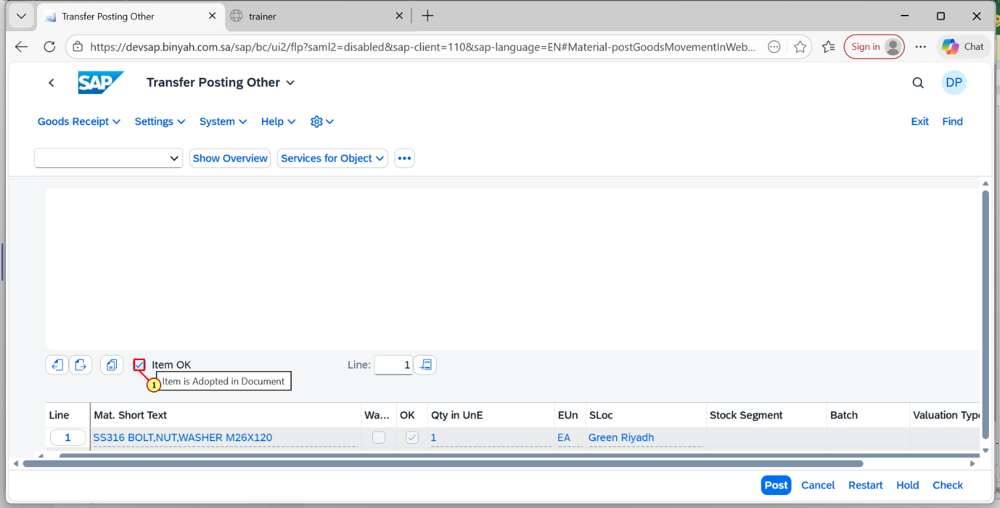 Transfer Posting Other
trainer
https://devsap.binyah.com.sa/sap/bc/ui2/flp?saml2=disabled&sap-client=110&sap-language=EN#Material-postGoodsMovementInWeb...
Sign in
Chat
SAP
Transfer Posting Other
DP
Goods Receipt
Settings
System
Help
Exit
Find
Show Overview
Services for Object
Item OK
Line:
1
1
Item is Adopted in Document
Line Mat. Short Text Wa... OK Qty in UnE EUn SLoc Stock Segment Batch Valuation Type
1 SS316 BOLT,NUT,WASHER M26X120 1 EA Green Riyadh
Post Cancel Restart Hold Check